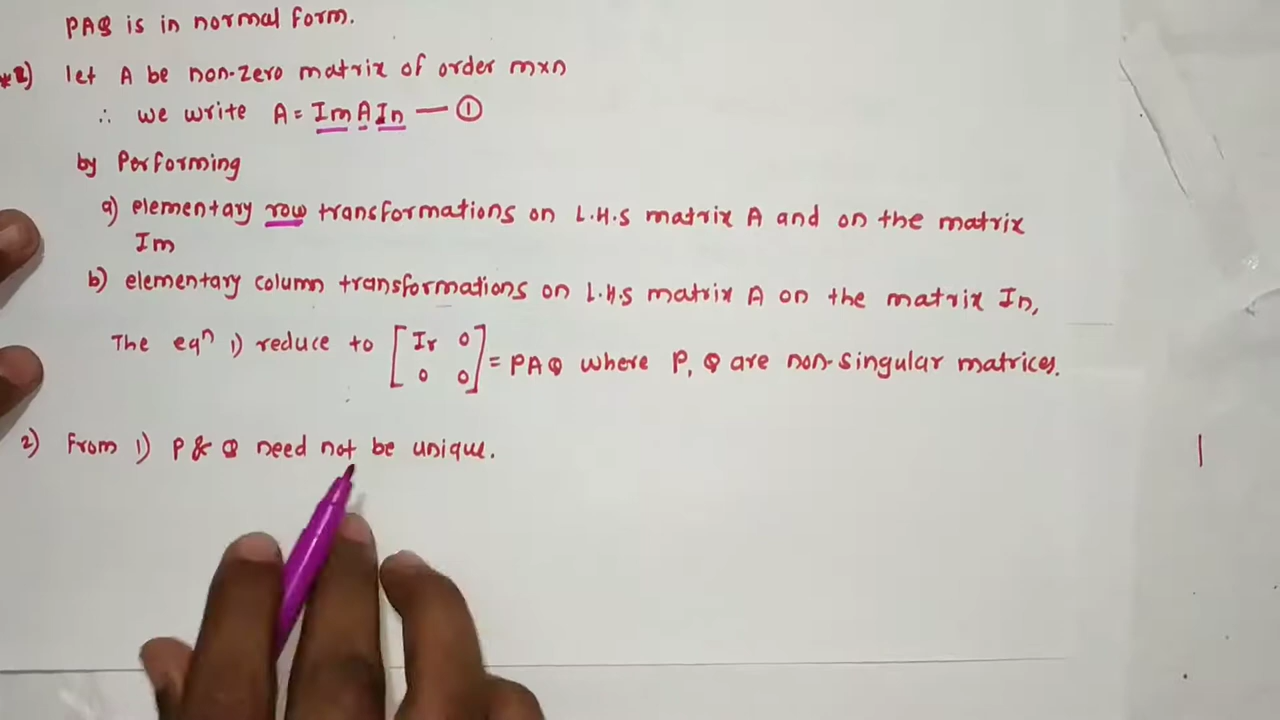 PAQ is in normal form.
*1) let A be non-zero matrix of order mxn
∴ we write A = Im A In — ①
by Performing
a) elementary row transformations on L.H.S matrix A and on the matrix
Im
b) elementary column transformations on L.H.S matrix A on the matrix In,
The eqⁿ 1) reduce to [Ir 0
0 0] = PAQ where P, Q are non-singular matrices.
2) From 1) P & Q need not be unique.